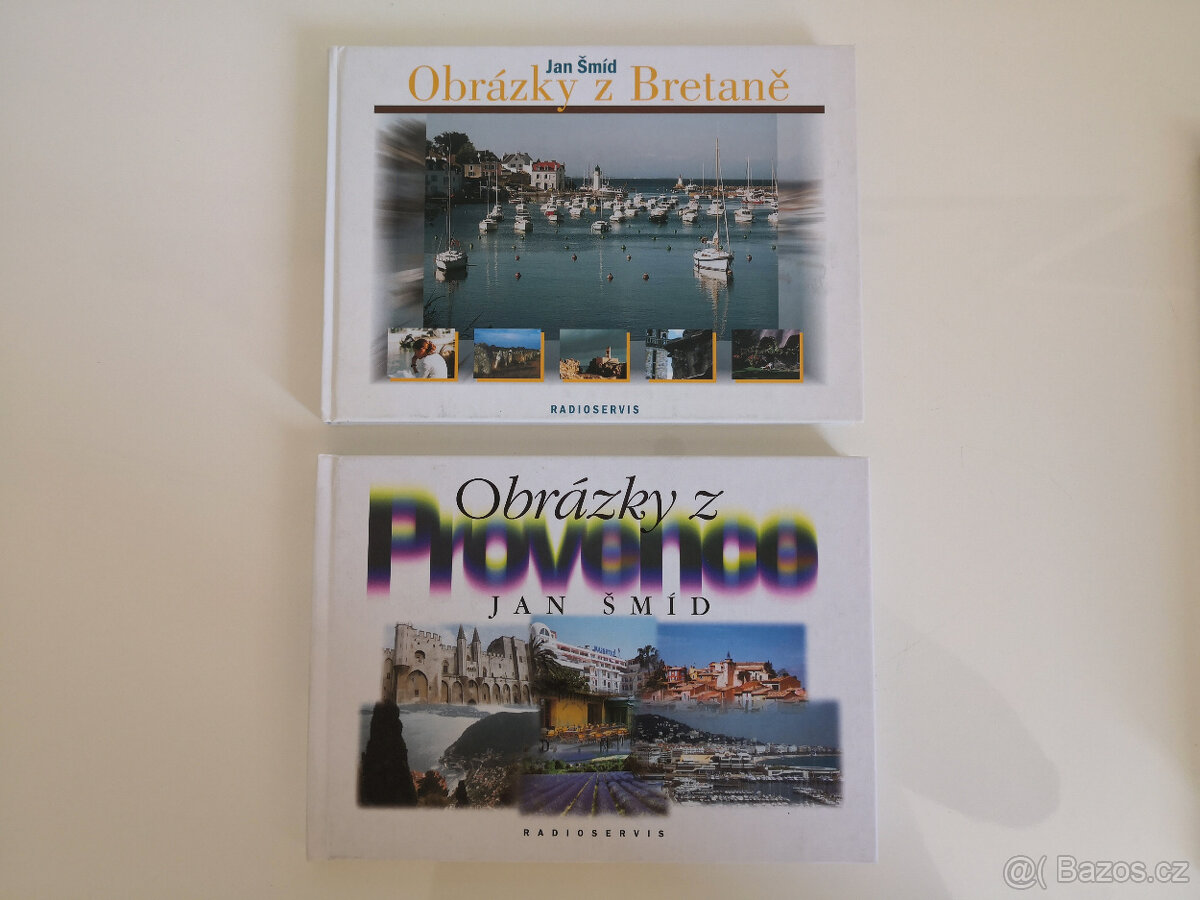 Jan Šmíd
Obrázky z Bretaně
RADIOSERVIS
Obrázky z
Provence
JAN ŠMÍD
RADIOSERVIS
@( Bazos.cz